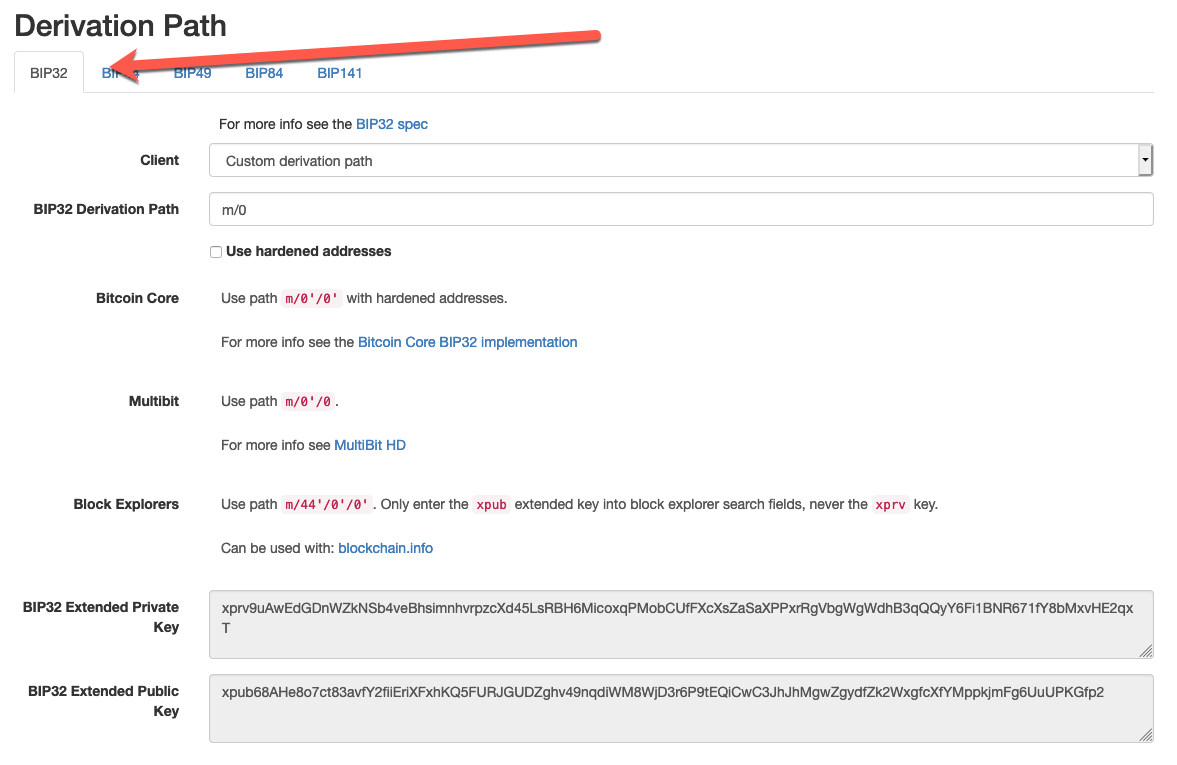 Derivation Path
BIP32 BIP44 BIP49 BIP84 BIP141
For more info see the BIP32 spec
Client Custom derivation path
BIP32 Derivation Path m/0
Use hardened addresses
Bitcoin Core Use path m/0'/0' with hardened addresses.
For more info see the Bitcoin Core BIP32 implementation
Multibit Use path m/0'/0 .
For more info see MultiBit HD
Block Explorers Use path m/44'/0'/0' . Only enter the xpub extended key into block explorer search fields, never the xprv key.
Can be used with: blockchain.info
BIP32 Extended Private
Key
xprv9uAwEdGDnWZkNSb4veBhsimnhvrpzcXd45LsRBH6MicoxqPMobCUfFXcXsZaSaXPPxrRgVbgWgWdhB3qQQyY6Fi1BNR671fY8bMxvHE2qx
T
BIP32 Extended Public
Key
xpub68AHe8o7ct83avfY2fiiEriXFxhKQ5FURJGUDZghv49nqdiWM8WjD3r6P9tEQiCwC3JhJhMgwZgydfZk2WxgfcXfYMppkjmFg6UuUPKGfp2